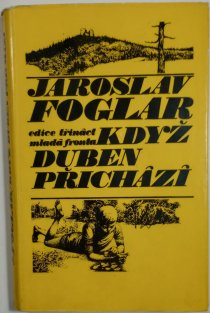 JAROSLAV
FOGLAR
edice třináct
mladá fronta
KDYŽ
DUBEN
PŘICHÁZÍ